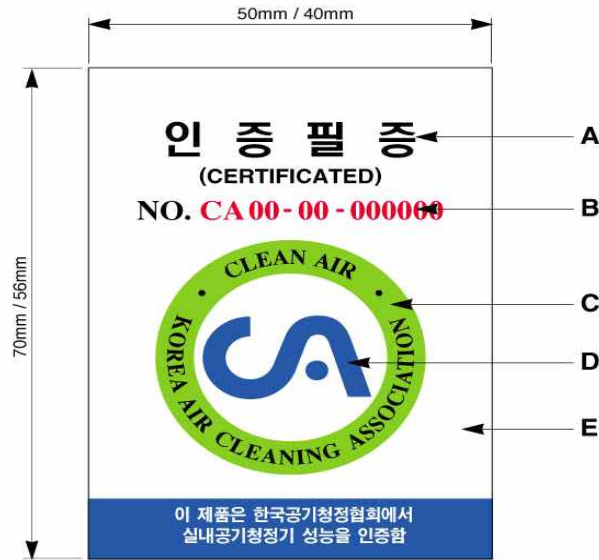 50mm / 40mm
70mm / 56mm
인 증 필 증
(CERTIFICATED)
NO. CA 00 - 00 - 000000
CLEAN AIR
KOREA AIR CLEANING ASSOCIATION
CA
A
B
C
D
E
이 제품은 한국공기청정협회에서
실내공기청정기 성능을 인증함